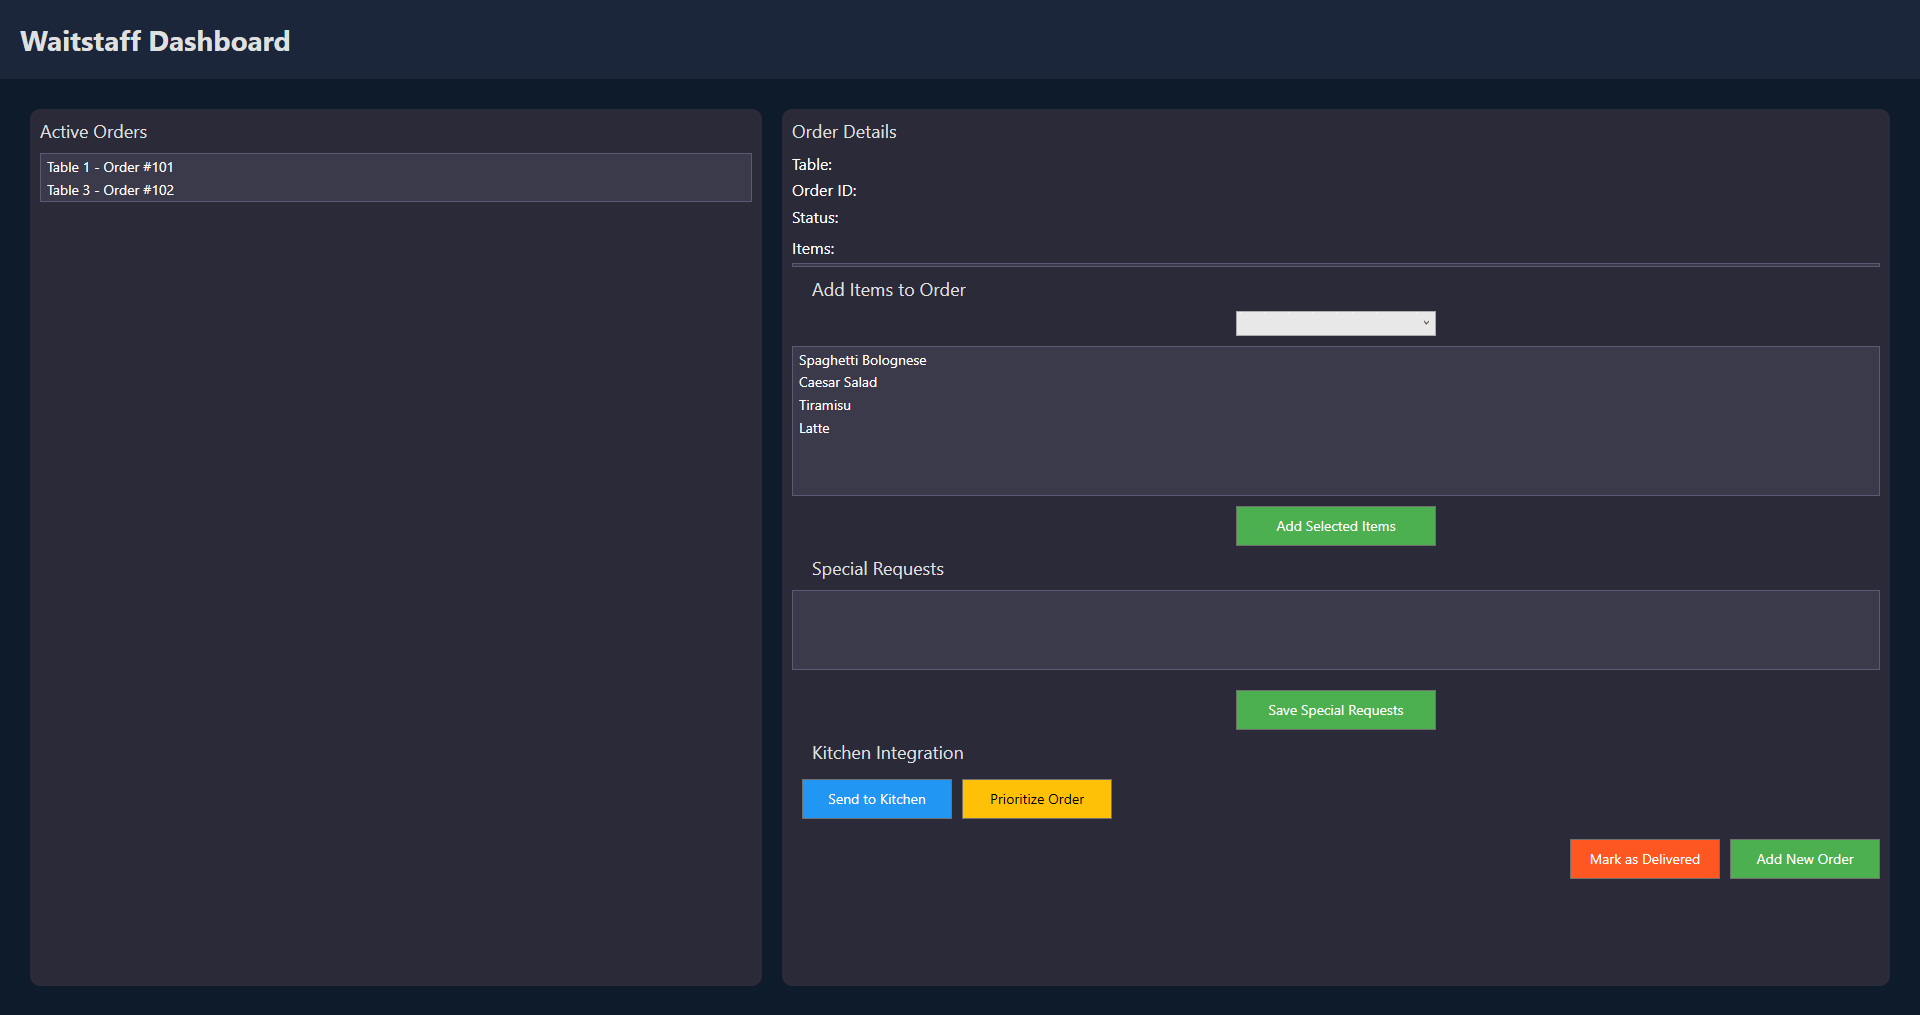 Waitstaff Dashboard
Active Orders
Table 1 - Order #101
Table 3 - Order #102
Order Details
Table:
Order ID:
Status:
Items:
Add Items to Order
Spaghetti Bolognese
Caesar Salad
Tiramisu
Latte
Add Selected Items
Special Requests
Save Special Requests
Kitchen Integration
Send to Kitchen
Prioritize Order
Mark as Delivered
Add New Order